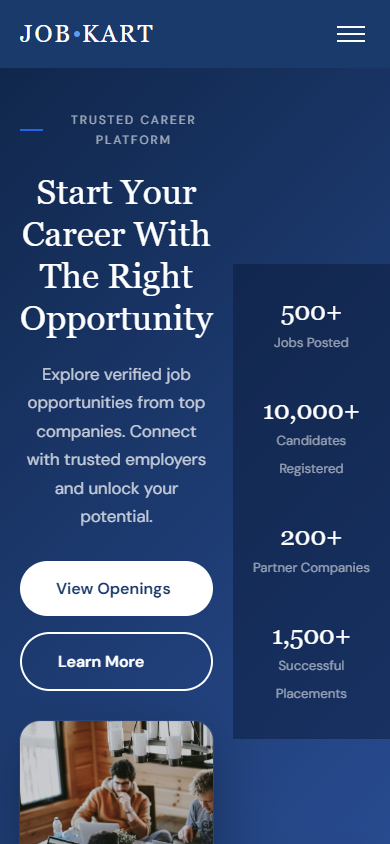 JOB•KART
TRUSTED CAREER
PLATFORM
Start Your
Career With
The Right
Opportunity
Explore verified job
opportunities from top
companies. Connect
with trusted employers
and unlock your
potential.
View Openings
Learn More
500+
Jobs Posted
10,000+
Candidates
Registered
200+
Partner Companies
1,500+
Successful
Placements